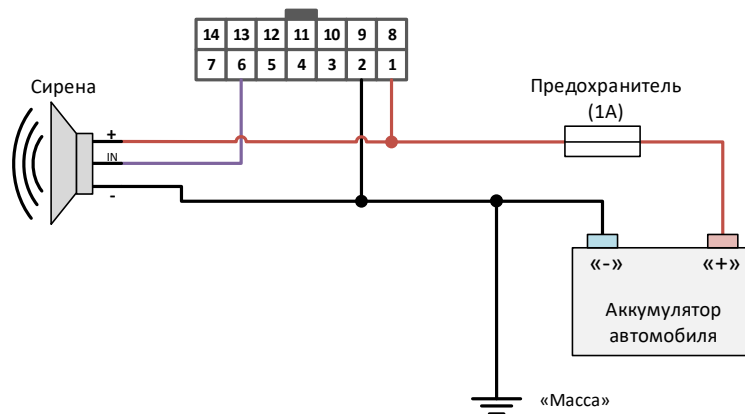 14 13 12 11 10 9 8
7 6 5 4 3 2 1
Сирена
Предохранитель
(1А)
+
IN
-
«-»
«+»
Аккумулятор
автомобиля
«Масса»